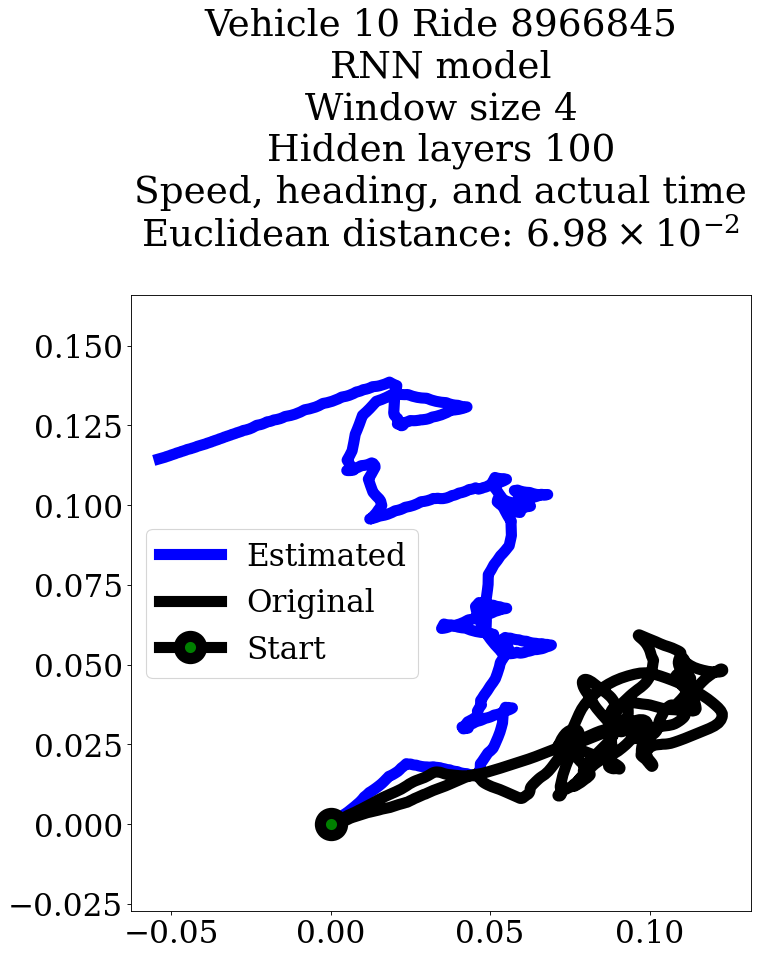 Vehicle 10 Ride 8966845
RNN model
Window size 4
Hidden layers 100
Speed, heading, and actual time
Euclidean distance: 6.98 × 10⁻²
0.150
0.125
0.100
0.075
0.050
0.025
0.000
−0.025
Estimated
Original
Start
−0.05 0.00 0.05 0.10